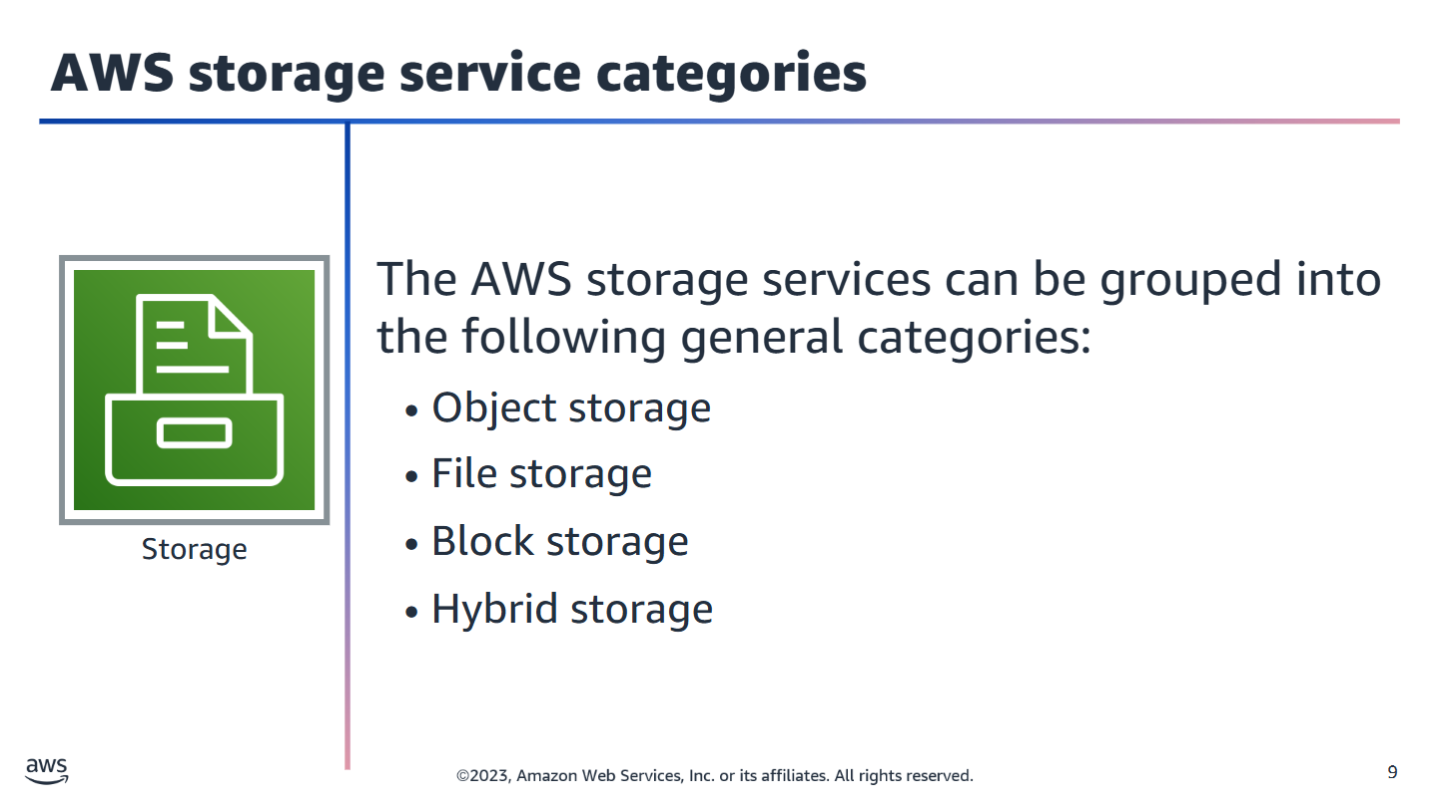 AWS storage service categories
The AWS storage services can be grouped into
the following general categories:
• Object storage
• File storage
• Block storage
• Hybrid storage
Storage
aws
©2023, Amazon Web Services, Inc. or its affiliates. All rights reserved.
9